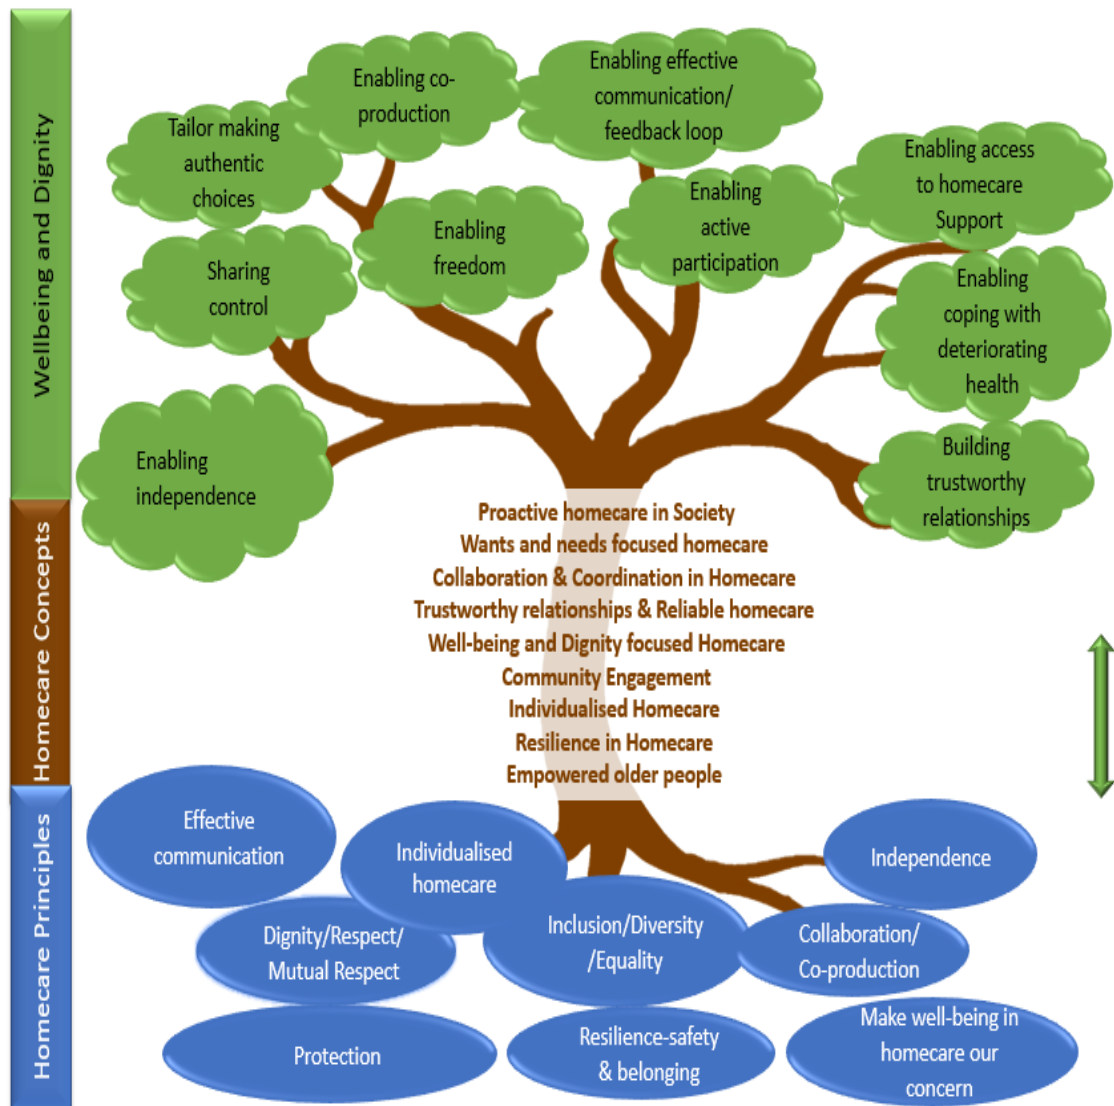 Wellbeing and Dignity
Enabling co-
production
Enabling effective
communication/
feedback loop
Tailor making
authentic
choices
Enabling access
to homecare
Support
Enabling
freedom
Enabling
active
participation
Sharing
control
Enabling
coping with
deteriorating
health
Enabling
independence
Building
trustworthy
relationships
Homecare Concepts
Proactive homecare in Society
Wants and needs focused homecare
Collaboration & Coordination in Homecare
Trustworthy relationships & Reliable homecare
Well-being and Dignity focused Homecare
Community Engagement
Individualised Homecare
Resilience in Homecare
Empowered older people
Homecare Principles
Effective
communication
Individualised
homecare
Independence
Dignity/Respect/
Mutual Respect
Inclusion/Diversity
/Equality
Collaboration/
Co-production
Protection
Resilience-safety
& belonging
Make well-being in
homecare our
concern